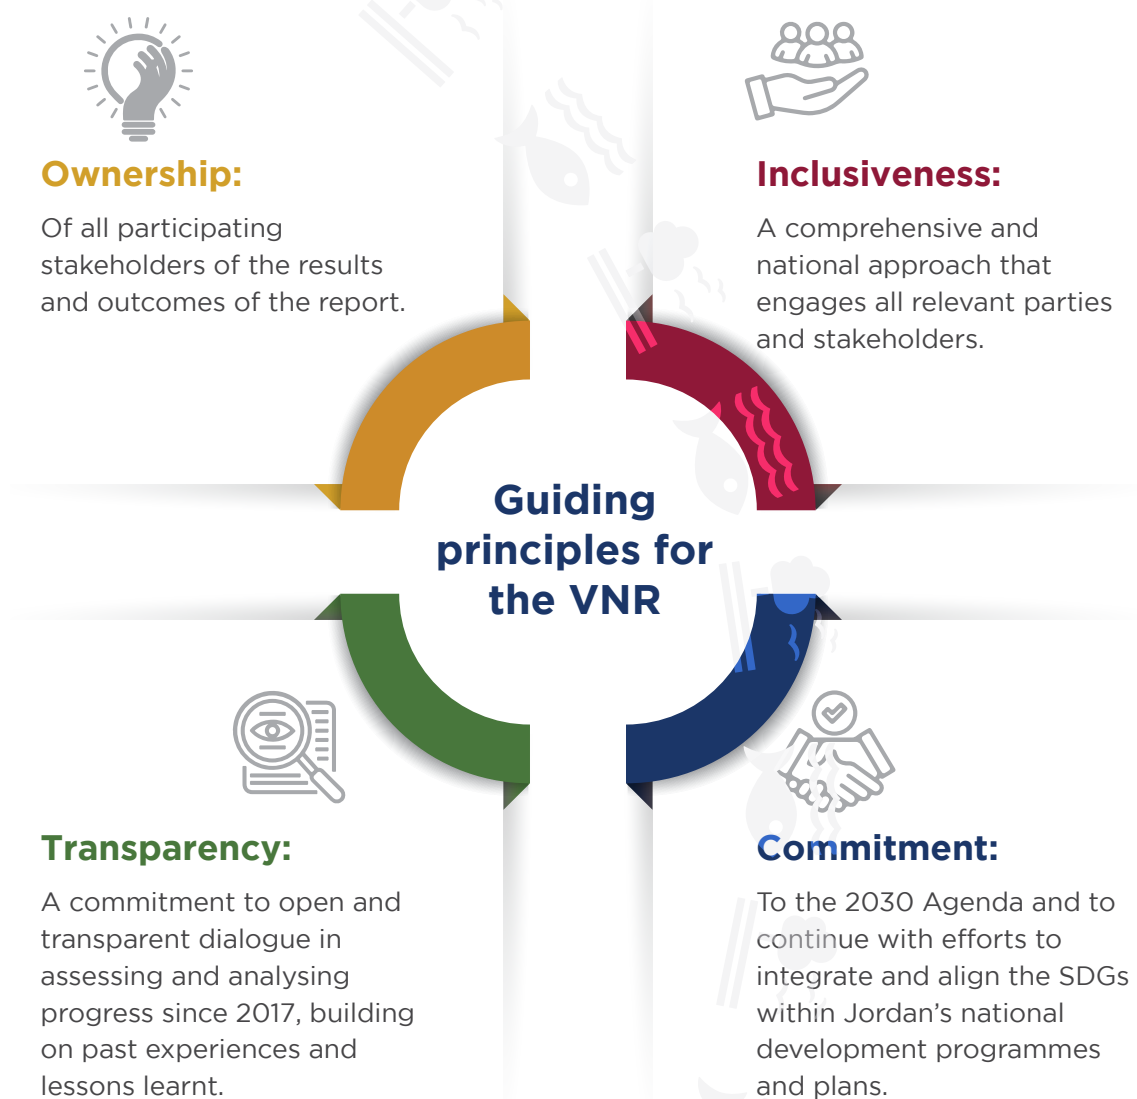 Ownership:
Of all participating
stakeholders of the results
and outcomes of the report.
Inclusiveness:
A comprehensive and
national approach that
engages all relevant parties
and stakeholders.
Guiding
principles for
the VNR
Transparency:
A commitment to open and
transparent dialogue in
assessing and analysing
progress since 2017, building
on past experiences and
lessons learnt.
Commitment:
To the 2030 Agenda and to
continue with efforts to
integrate and align the SDGs
within Jordan’s national
development programmes
and plans.